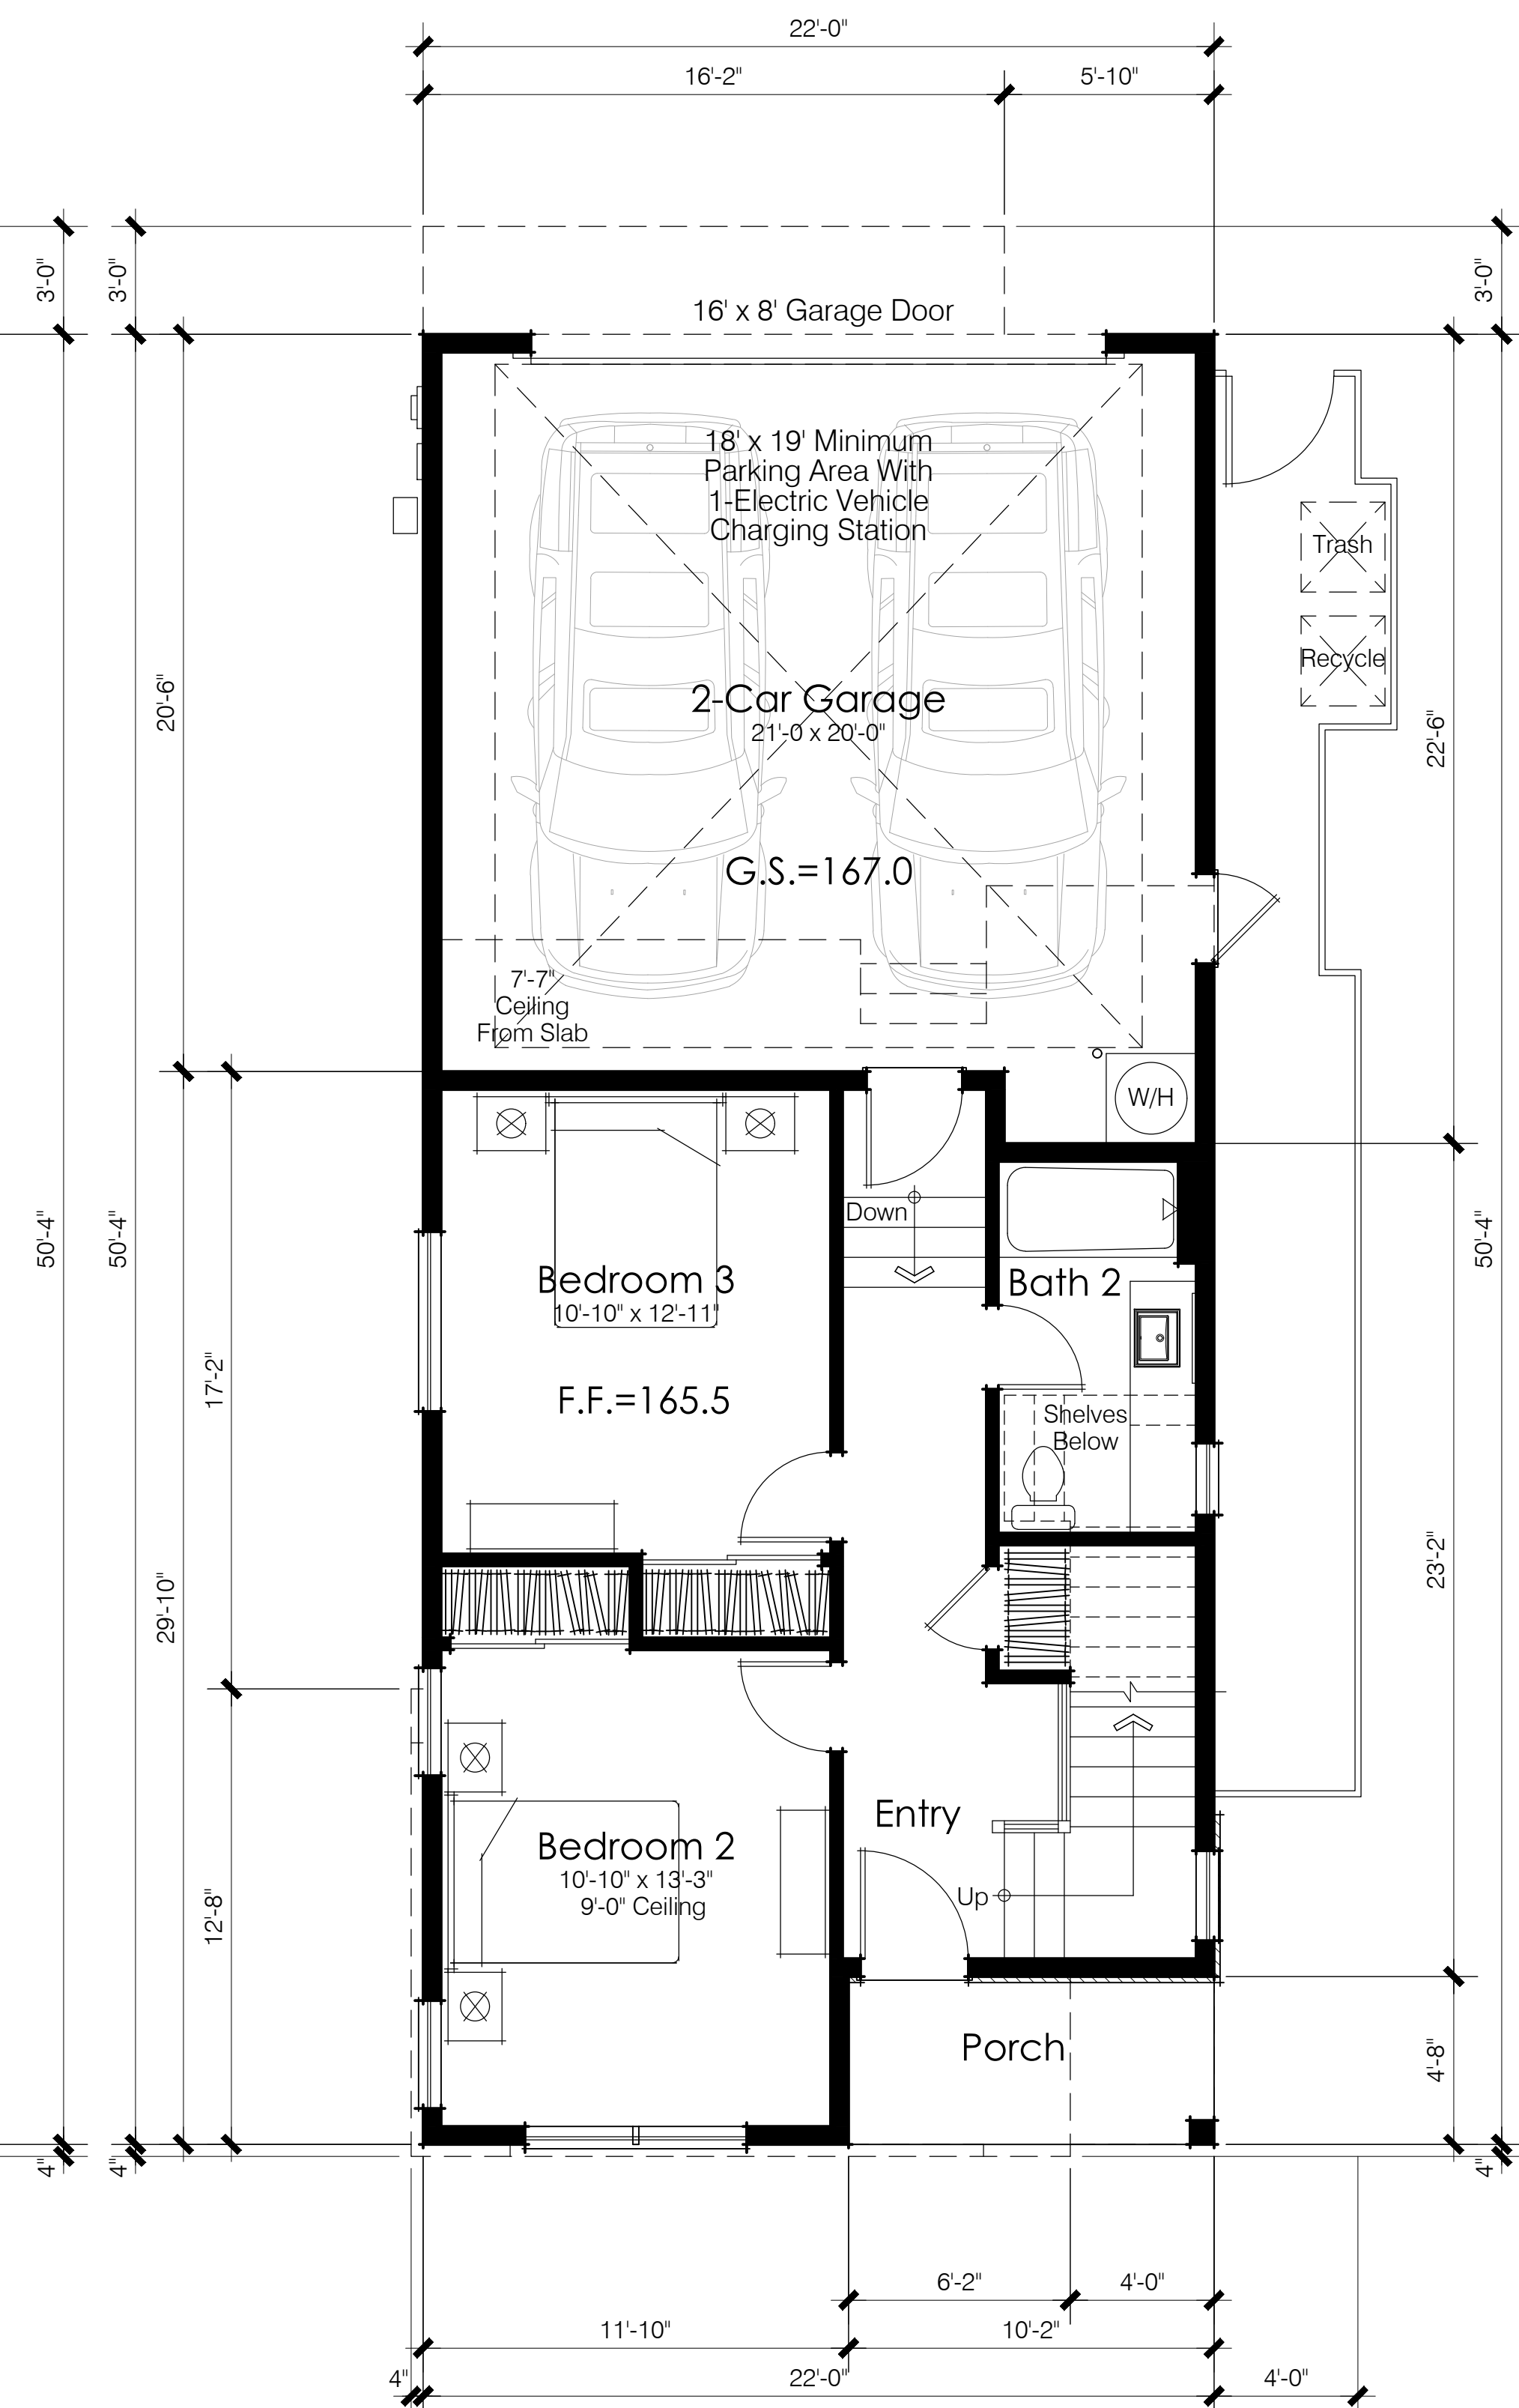 22'-0"
16'-2"
5'-10"
3'-0"
3'-0"
3'-0"
16' x 8' Garage Door
18' x 19' Minimum
Parking Area With
1-Electric Vehicle
Charging Station
Trash
Recycle
20'-6"
2-Car Garage
21'-0 x 20'-0"
22'-6"
G.S.=167.0
7'-7"
Ceiling
From Slab
W/H
50'-4"
50'-4"
Down
50'-4"
Bedroom 3
10'-10" x 12'-11"
Bath 2
17'-2"
F.F.=165.5
Shelves
Below
29'-10"
23'-2"
Entry
Bedroom 2
10'-10" x 13'-3"
9'-0" Ceiling
Up
12'-8"
Porch
4'-8"
4"
4"
4"
6'-2"
4'-0"
11'-10"
10'-2"
4"
22'-0"
4'-0"